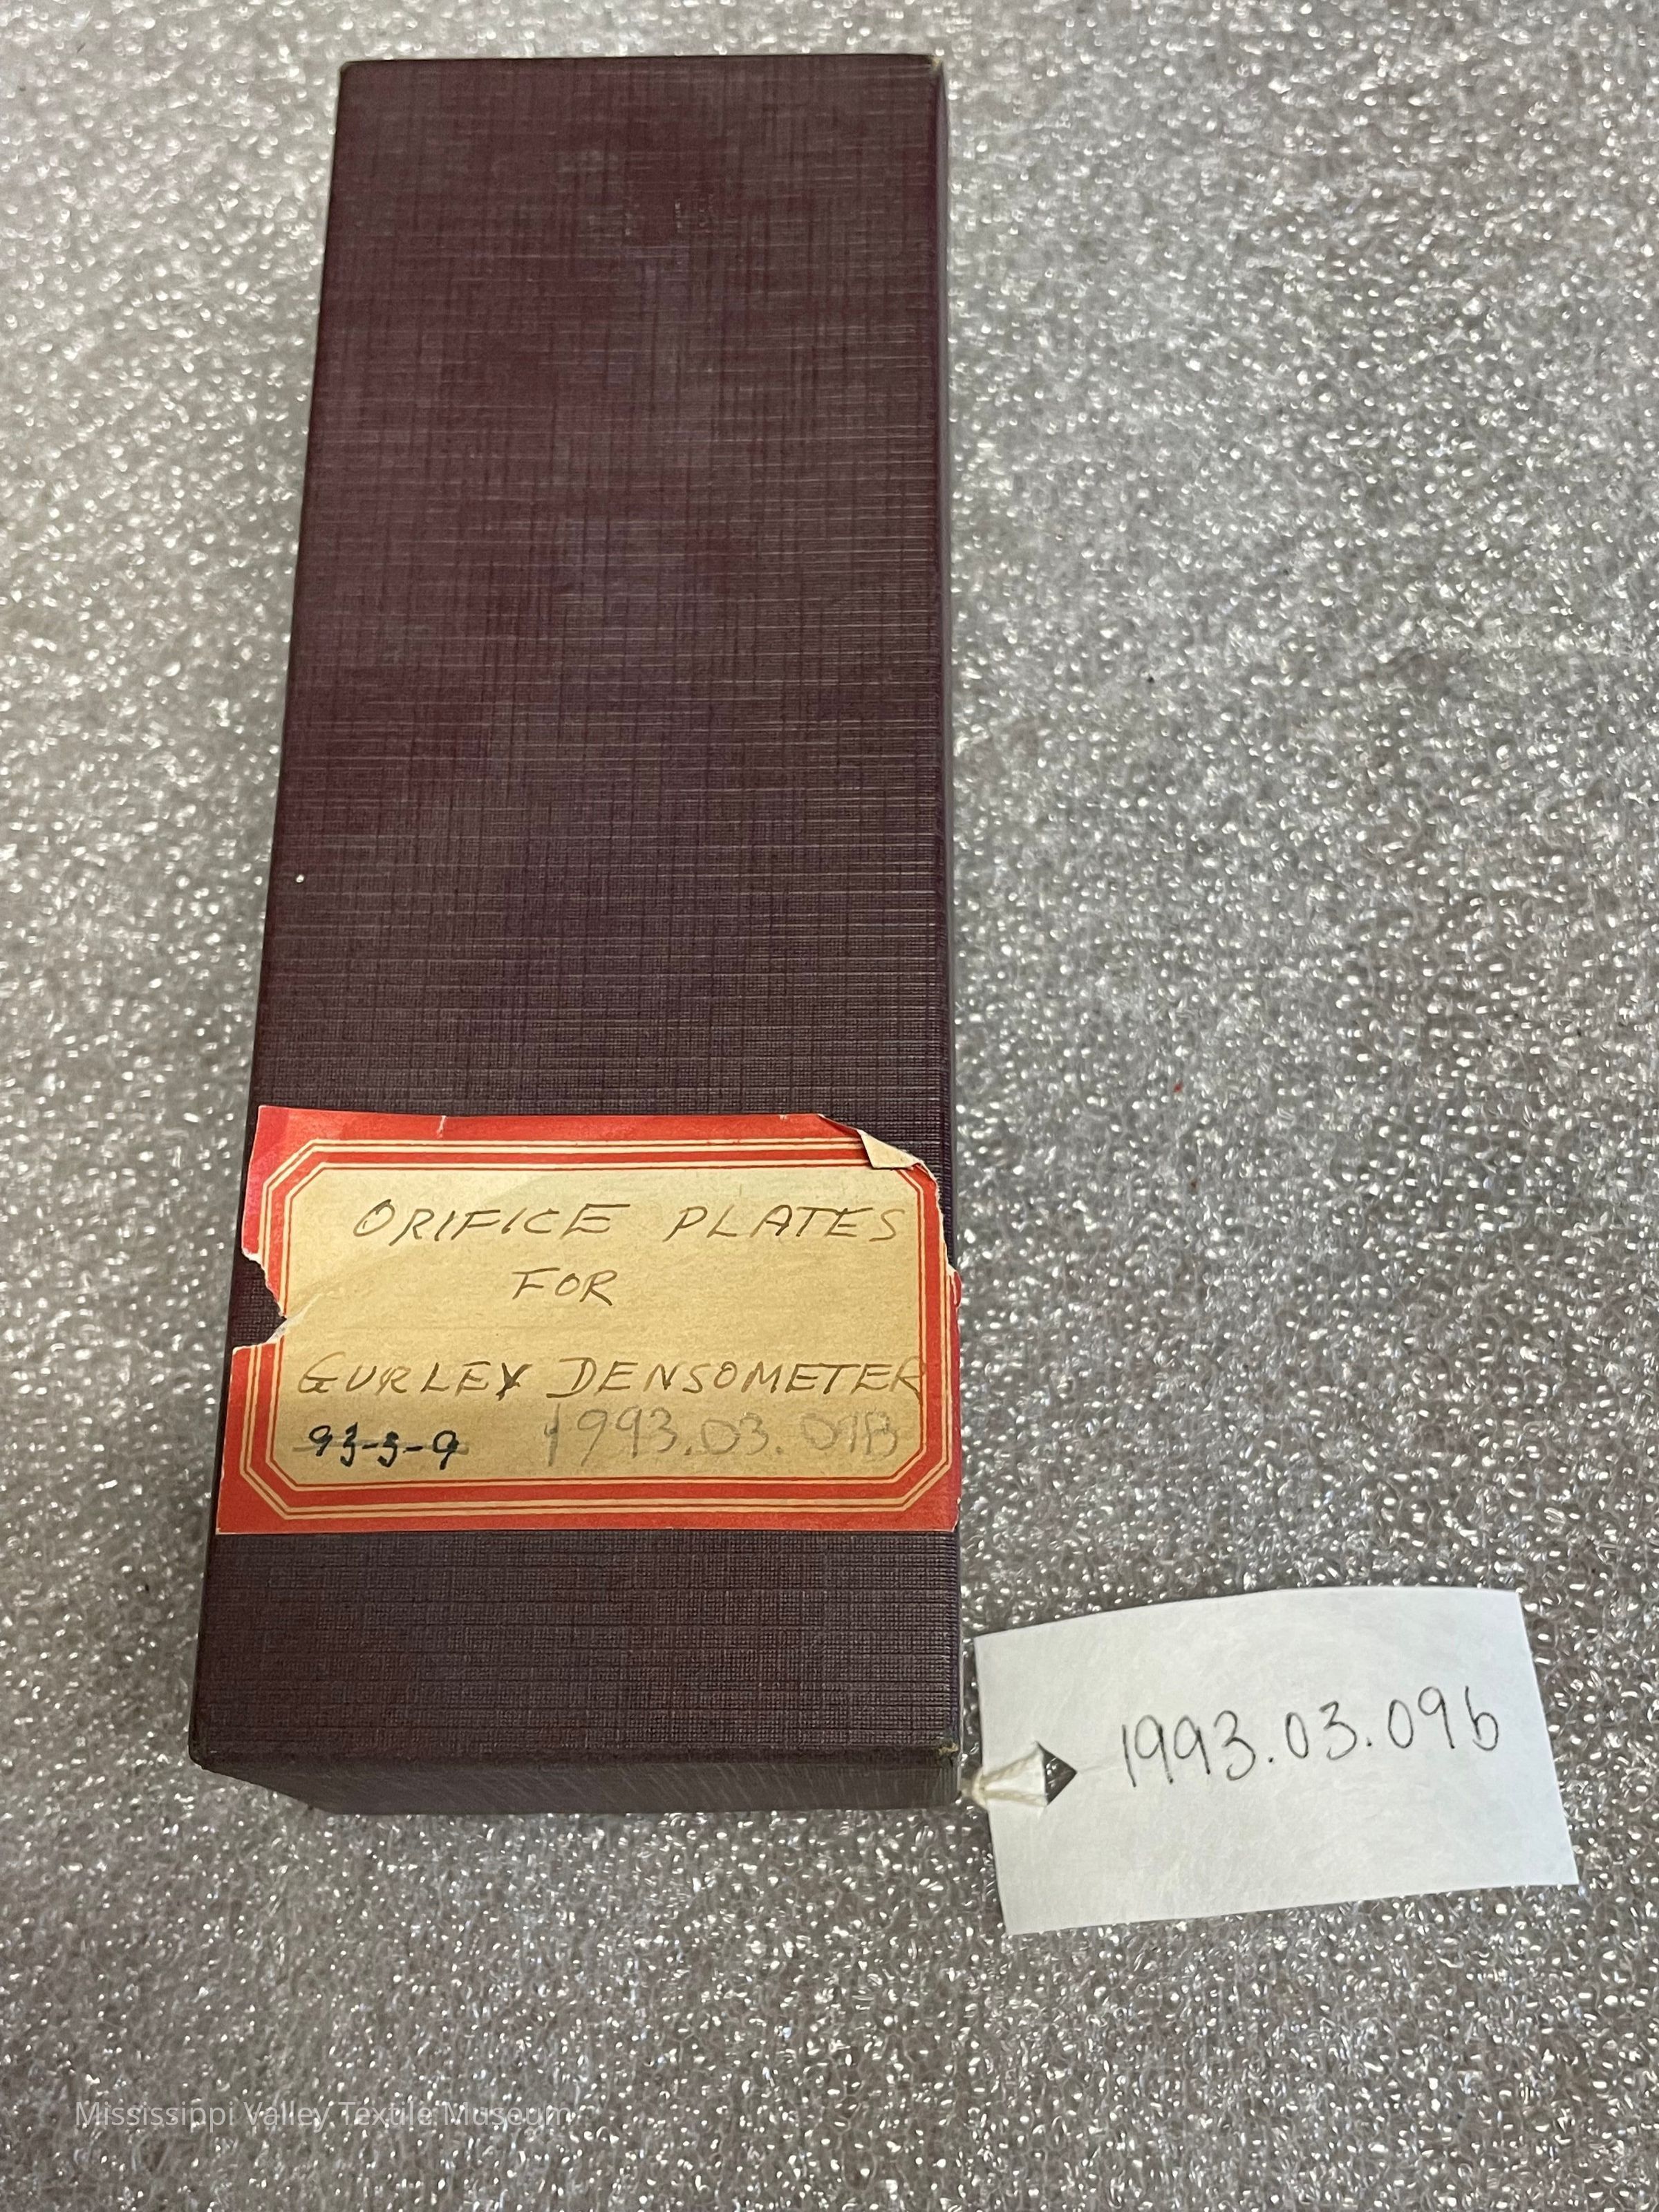 ORIFICE PLATES
FOR
GURLEY DENSOMETER
93-3-9 1993.03.09B
1993.03.09b
Mississippi Valley Textile Museum